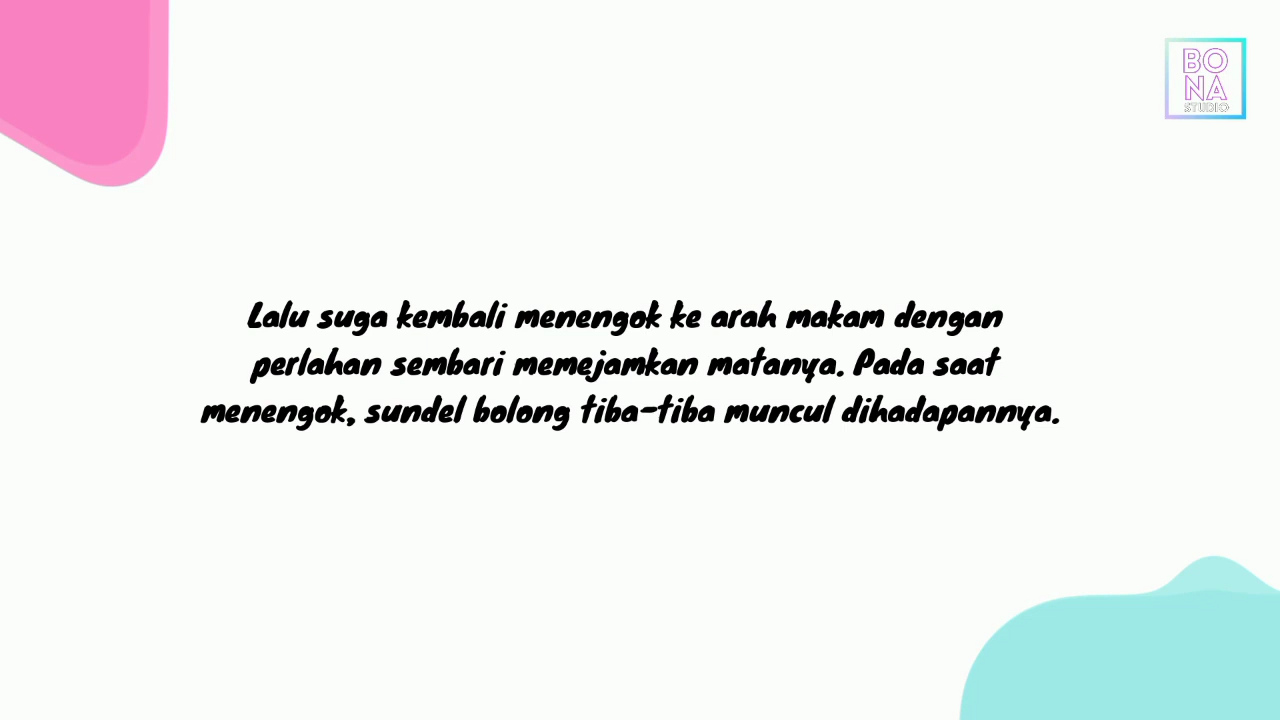 BO
NA
STUDIO
Lalu suga kembali menengok ke arah makam dengan
perlahan sembari memejamkan matanya. Pada saat
menengok, sundel bolong tiba-tiba muncul dihadapannya.